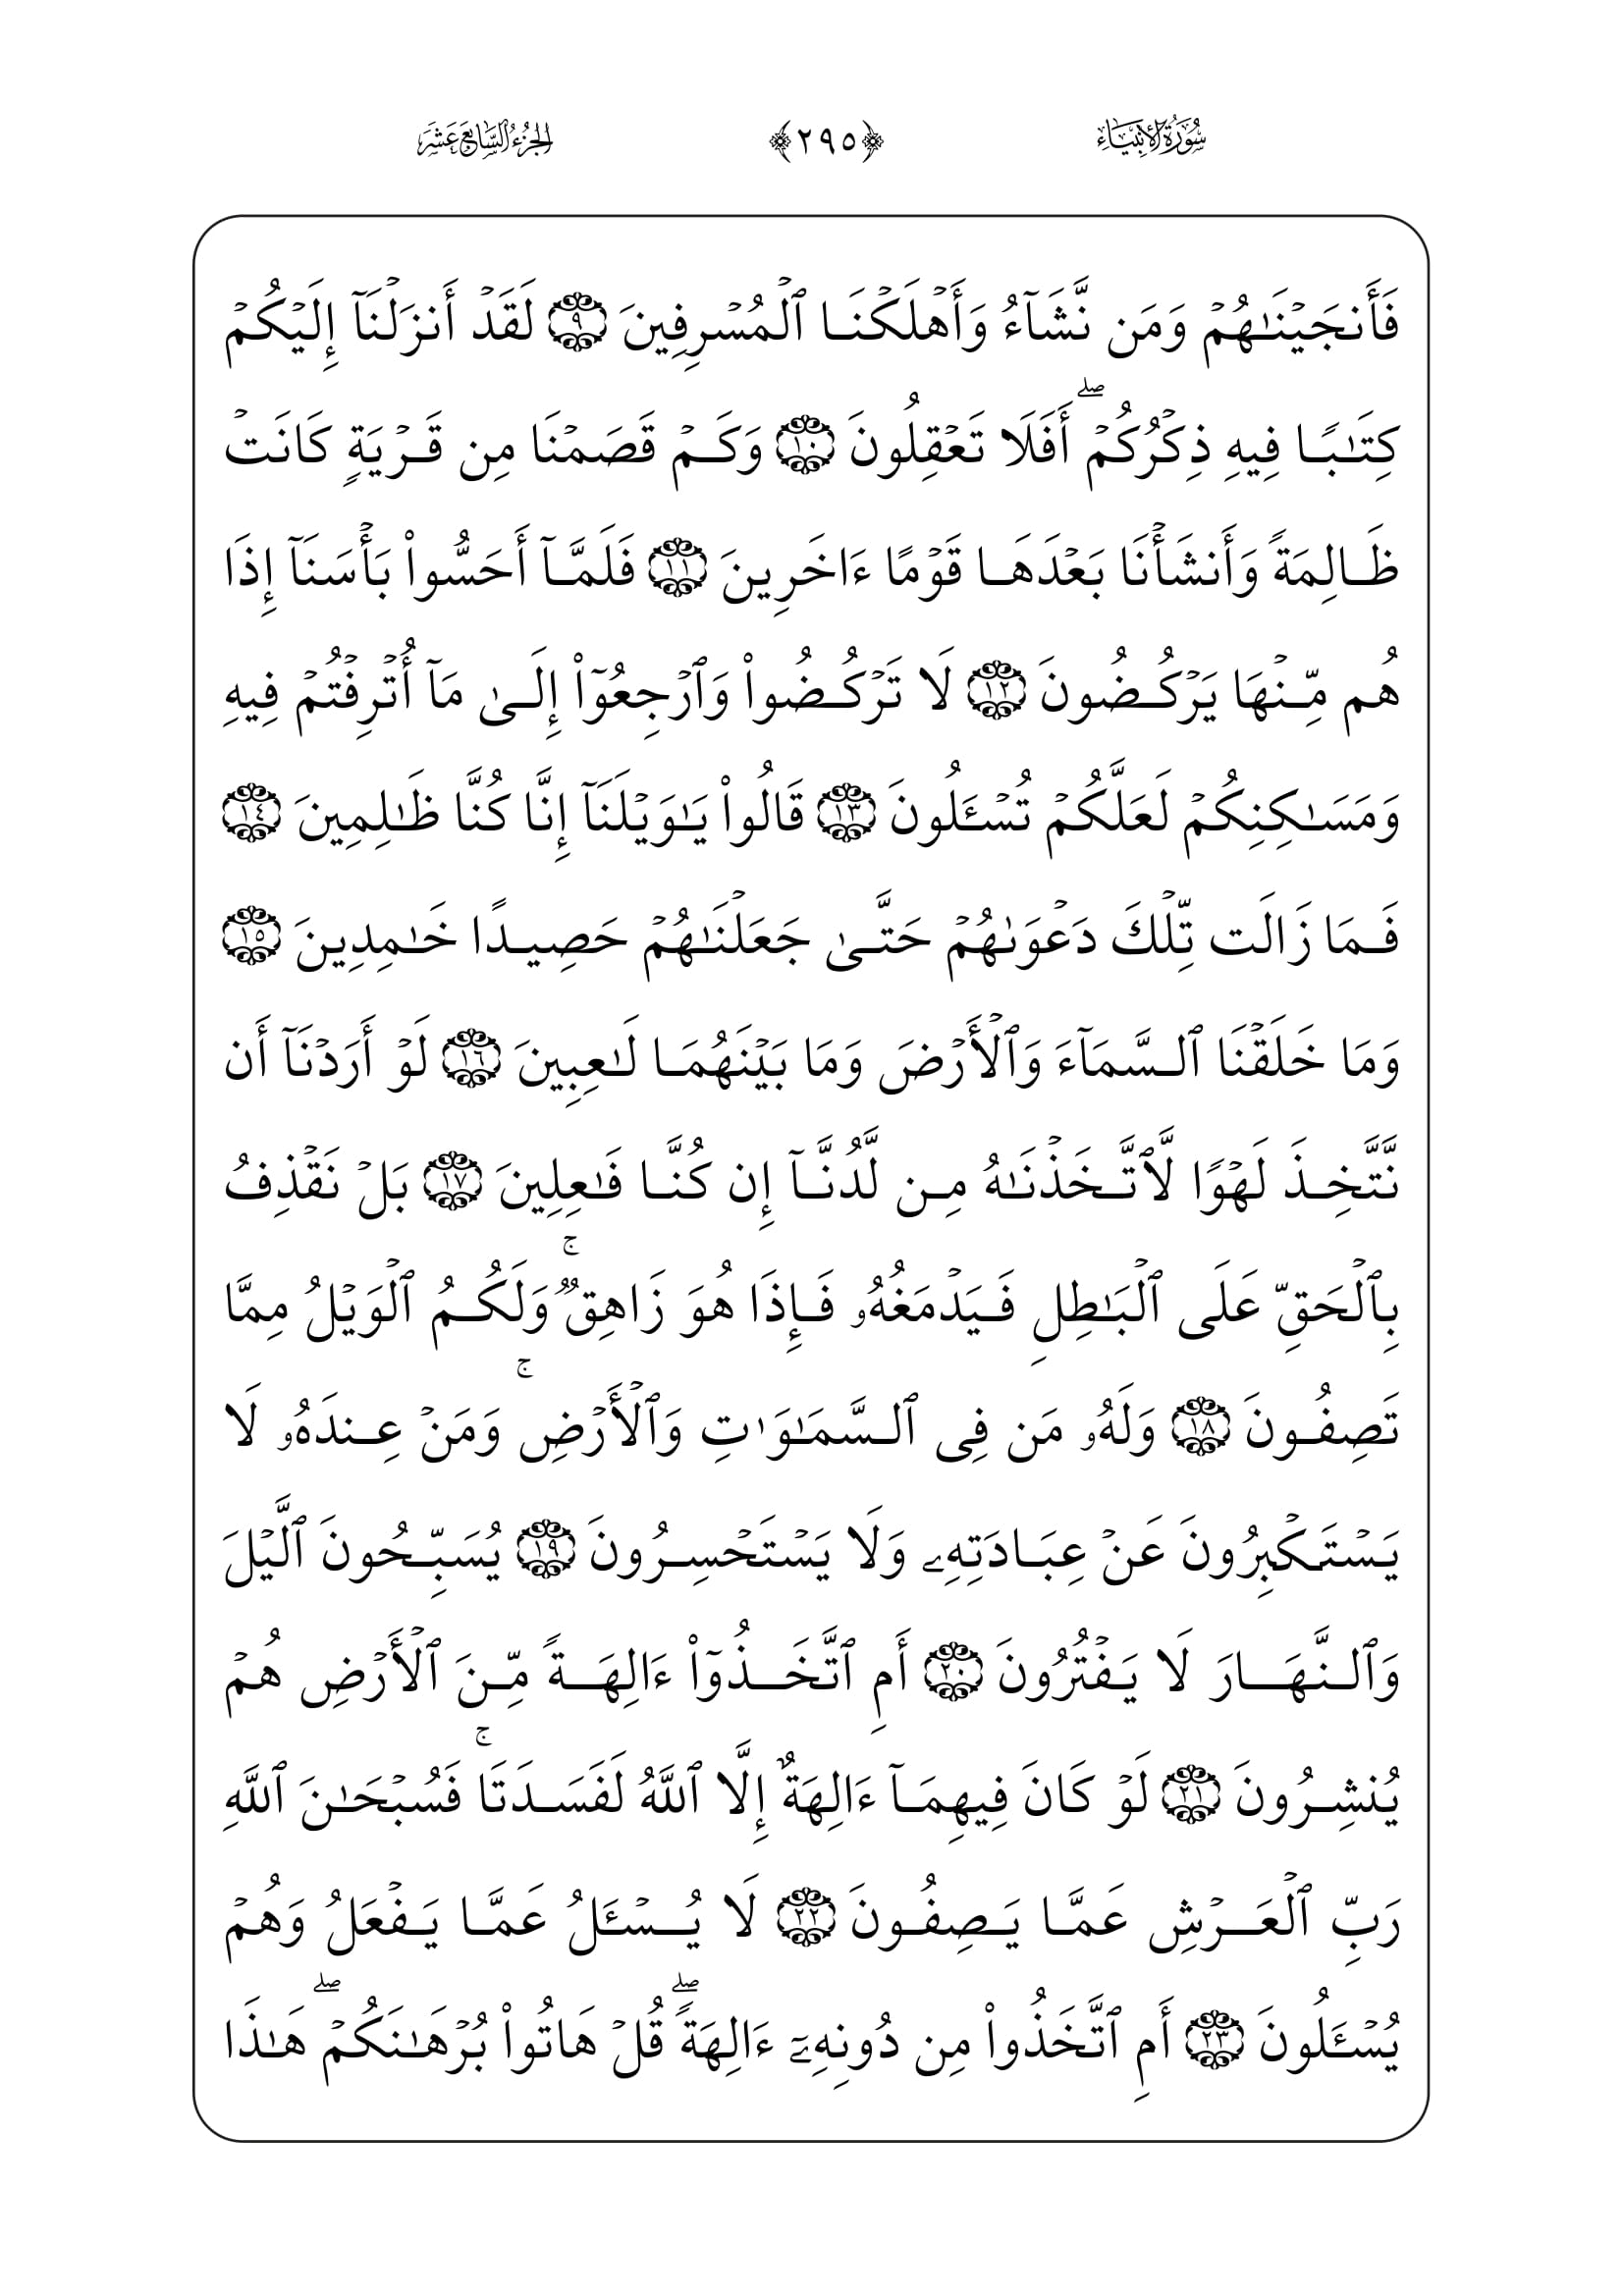 سُورَةُ الأَنبِيَاءِ ﴿٢٩٥﴾ الجُزْءُ السَّابِعَ عَشَرَ
فَأَنجَيۡنَـٰهُمۡ وَمَن نَّشَآءُ وَأَهۡلَكۡنَا ٱلۡمُسۡرِفِينَ ٩ لَقَدۡ أَنزَلۡنَآ إِلَيۡكُمۡ
كِتَـٰبًا فِيهِ ذِكۡرُكُمۡۖ أَفَلَا تَعۡقِلُونَ ١٠ وَكَمۡ قَصَمۡنَا مِن قَرۡيَةٍ كَانَتۡ
ظَالِمَةً وَأَنشَأۡنَا بَعۡدَهَا قَوۡمًا ءَاخَرِينَ ١١ فَلَمَّآ أَحَسُّواْ بَأۡسَنَآ إِذَا
هُم مِّنۡهَا يَرۡكُضُونَ ١٢ لَا تَرۡكُضُواْ وَٱرۡجِعُوٓاْ إِلَىٰ مَآ أُتۡرِفۡتُمۡ فِيهِ
وَمَسَـٰكِنِكُمۡ لَعَلَّكُمۡ تُسۡـَٔلُونَ ١٣ قَالُواْ يَـٰوَيۡلَنَآ إِنَّا كُنَّا ظَـٰلِمِينَ ١٤
فَمَا زَالَت تِّلۡكَ دَعۡوَىٰهُمۡ حَتَّىٰ جَعَلۡنَـٰهُمۡ حَصِيدًا خَـٰمِدِينَ ١٥
وَمَا خَلَقۡنَا ٱلسَّمَآءَ وَٱلۡأَرۡضَ وَمَا بَيۡنَهُمَا لَـٰعِبِينَ ١٦ لَوۡ أَرَدۡنَآ أَن
نَّتَّخِذَ لَهۡوًا لَّٱتَّخَذۡنَـٰهُ مِن لَّدُنَّآ إِن كُنَّا فَـٰعِلِينَ ١٧ بَلۡ نَقۡذِفُ
بِٱلۡحَقِّ عَلَى ٱلۡبَـٰطِلِ فَيَدۡمَغُهُۥ فَإِذَا هُوَ زَاهِقٌۚ وَلَكُمُ ٱلۡوَيۡلُ مِمَّا
تَصِفُونَ ١٨ وَلَهُۥ مَن فِى ٱلسَّمَـٰوَٰتِ وَٱلۡأَرۡضِۚ وَمَنۡ عِندَهُۥ لَا
يَسۡتَكۡبِرُونَ عَنۡ عِبَادَتِهِۦ وَلَا يَسۡتَحۡسِرُونَ ١٩ يُسَبِّحُونَ ٱلَّيۡلَ
وَٱلنَّهَارَ لَا يَفۡتُرُونَ ٢٠ أَمِ ٱتَّخَذُوٓاْ ءَالِهَةً مِّنَ ٱلۡأَرۡضِ هُمۡ
يُنشِرُونَ ٢١ لَوۡ كَانَ فِيهِمَآ ءَالِهَةٌ إِلَّا ٱللَّهُ لَفَسَدَتَاۚ فَسُبۡحَـٰنَ ٱللَّهِ
رَبِّ ٱلۡعَرۡشِ عَمَّا يَصِفُونَ ٢٢ لَا يُسۡـَٔلُ عَمَّا يَفۡعَلُ وَهُمۡ
يُسۡـَٔلُونَ ٢٣ أَمِ ٱتَّخَذُواْ مِن دُونِهِۦٓ ءَالِهَةًۖ قُلۡ هَاتُواْ بُرۡهَـٰنَكُمۡۖ هَـٰذَا